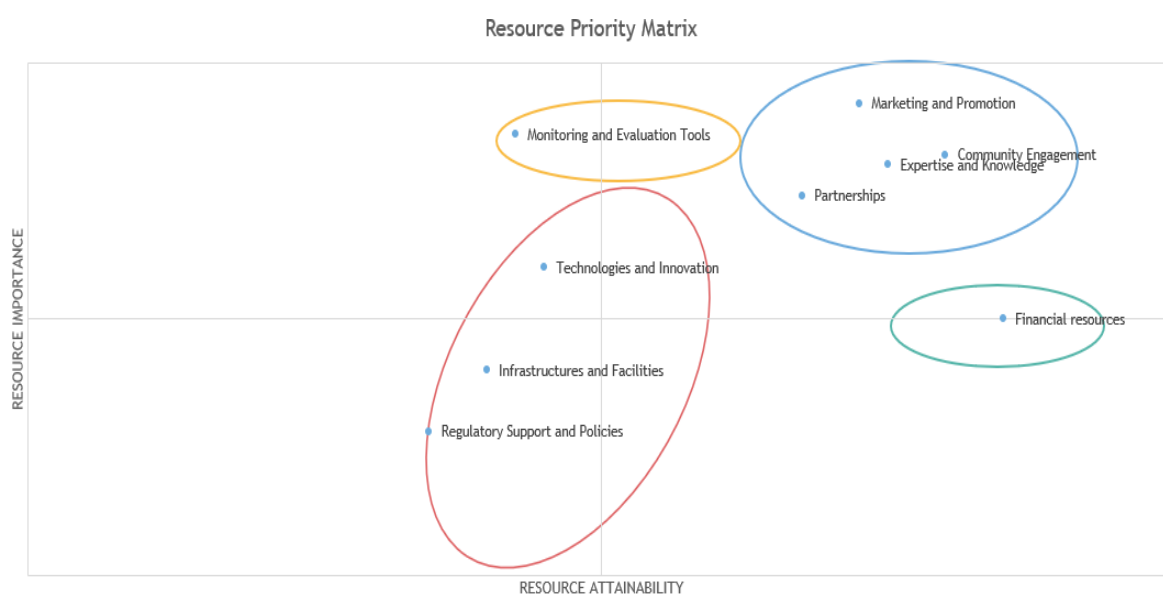 Resource Priority Matrix
Marketing and Promotion
Monitoring and Evaluation Tools
Community Engagement
Expertise and Knowledge
Partnerships
Technologies and Innovation
RESOURCE IMPORTANCE
Financial resources
Infrastructures and Facilities
Regulatory Support and Policies
RESOURCE ATTAINABILITY